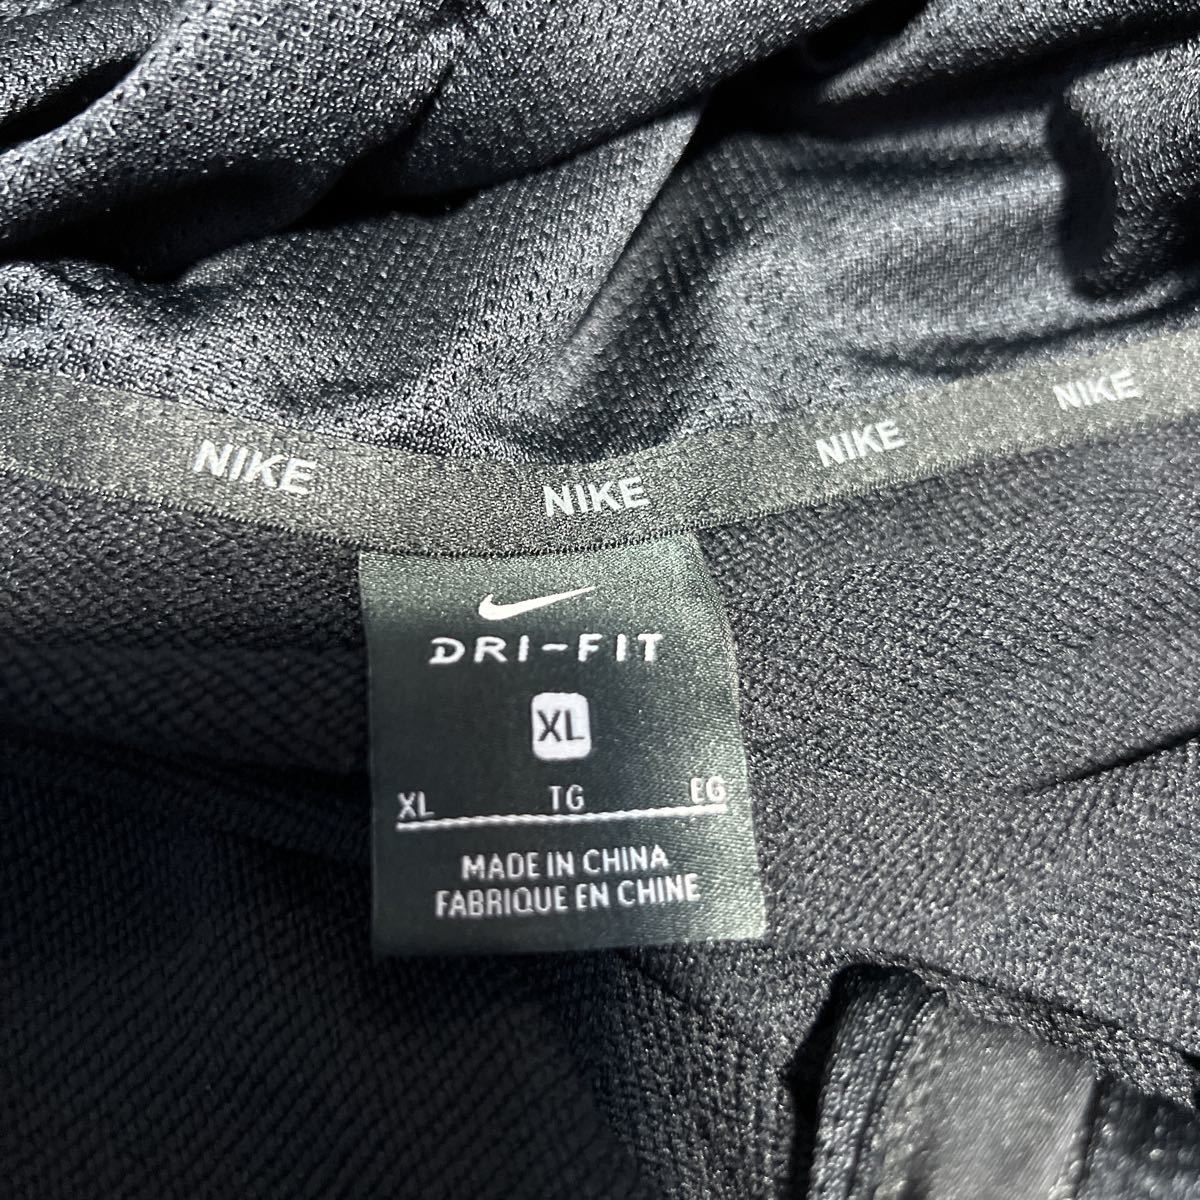 NIKE NIKE NIKE NIKE
DRI-FIT
XL
XL TG EG
MADE IN CHINA
FABRIQUE EN CHINE